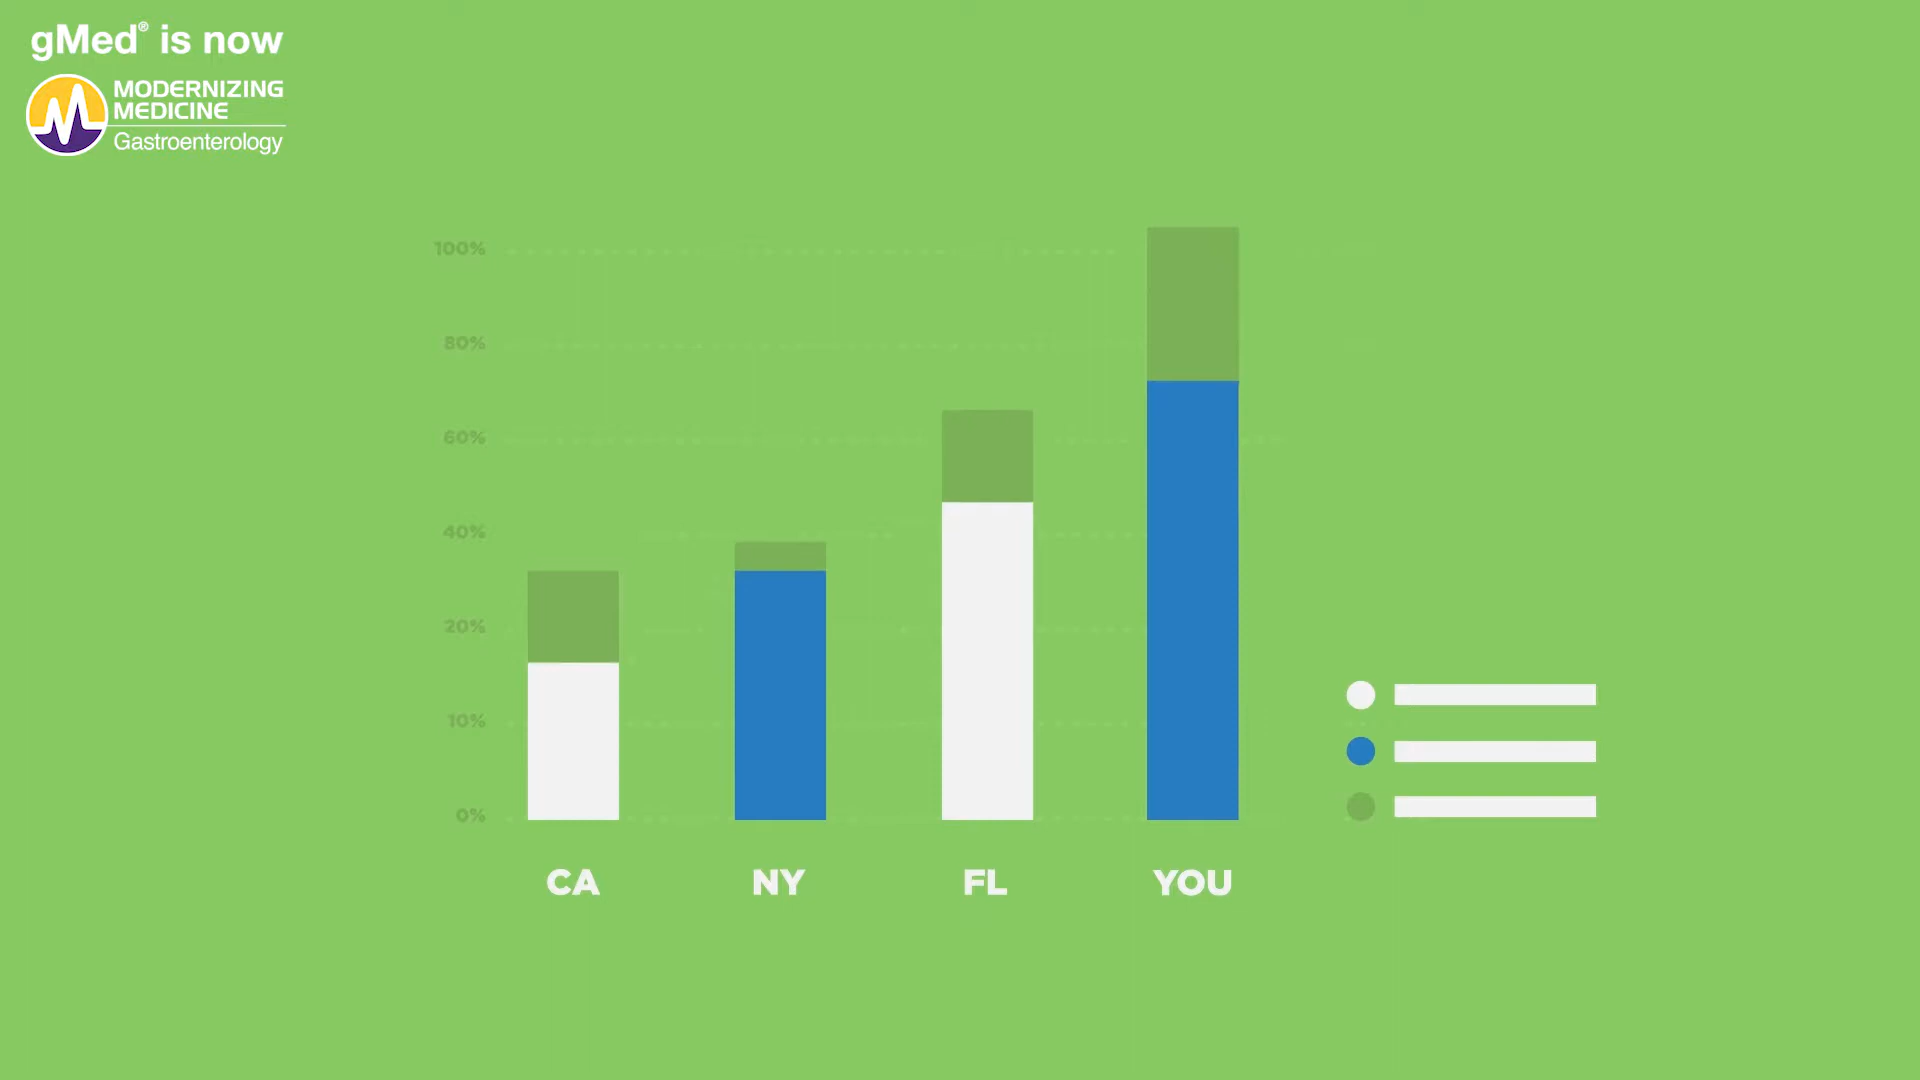 gMed® is now
MODERNIZING
MEDICINE
Gastroenterology
100%
80%
60%
40%
20%
10%
0%
CA NY FL YOU